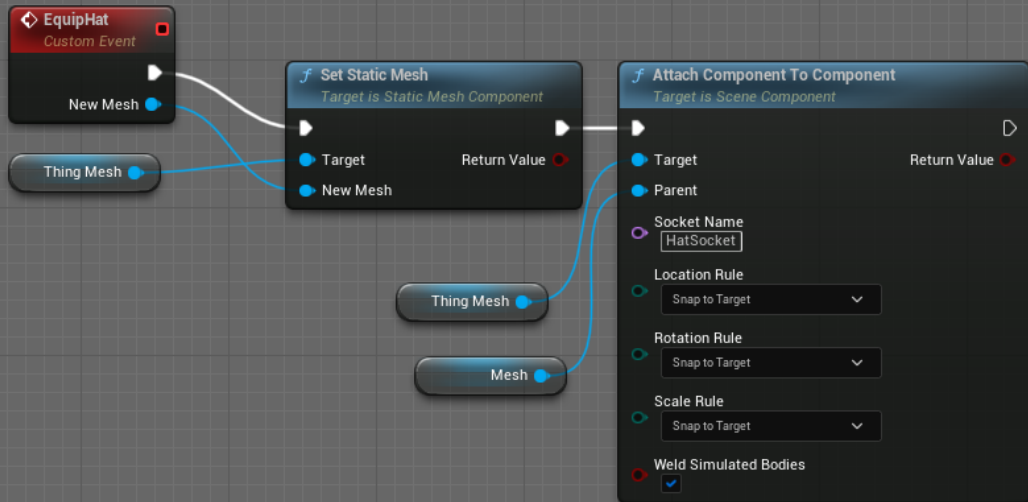 EquipHat
Custom Event
New Mesh
Thing Mesh
Set Static Mesh
Target is Static Mesh Component
Target
Return Value
New Mesh
Thing Mesh
Mesh
Attach Component To Component
Target is Scene Component
Target
Return Value
Parent
Socket Name
HatSocket
Location Rule
Snap to Target
Rotation Rule
Snap to Target
Scale Rule
Snap to Target
Weld Simulated Bodies